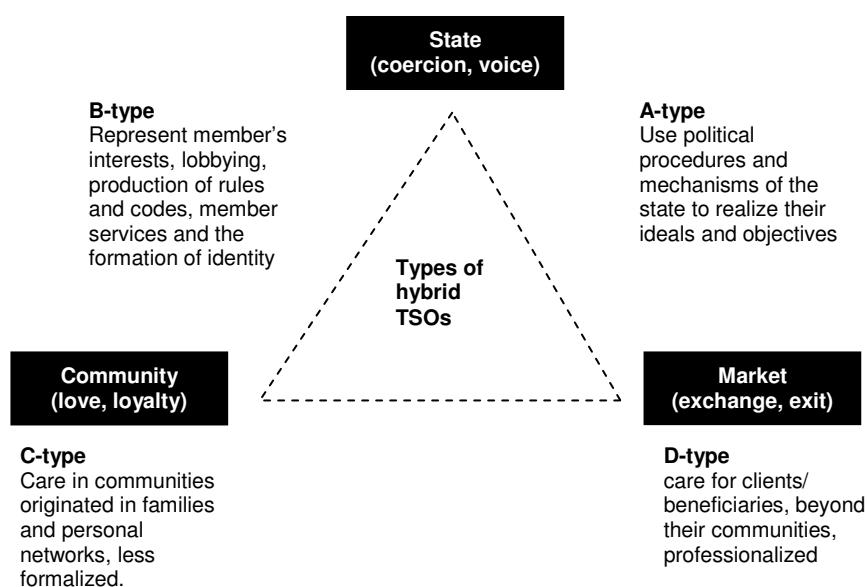 State
(coercion, voice)
B-type
Represent member's
interests, lobbying,
production of rules
and codes, member
services and the
formation of identity
A-type
Use political
procedures and
mechanisms of the
state to realize their
ideals and objectives
Types of
hybrid
TSOs
Community
(love, loyalty)
Market
(exchange, exit)
C-type
Care in communities
originated in families
and personal
networks, less
formalized.
D-type
care for clients/
beneficiaries, beyond
their communities,
professionalized